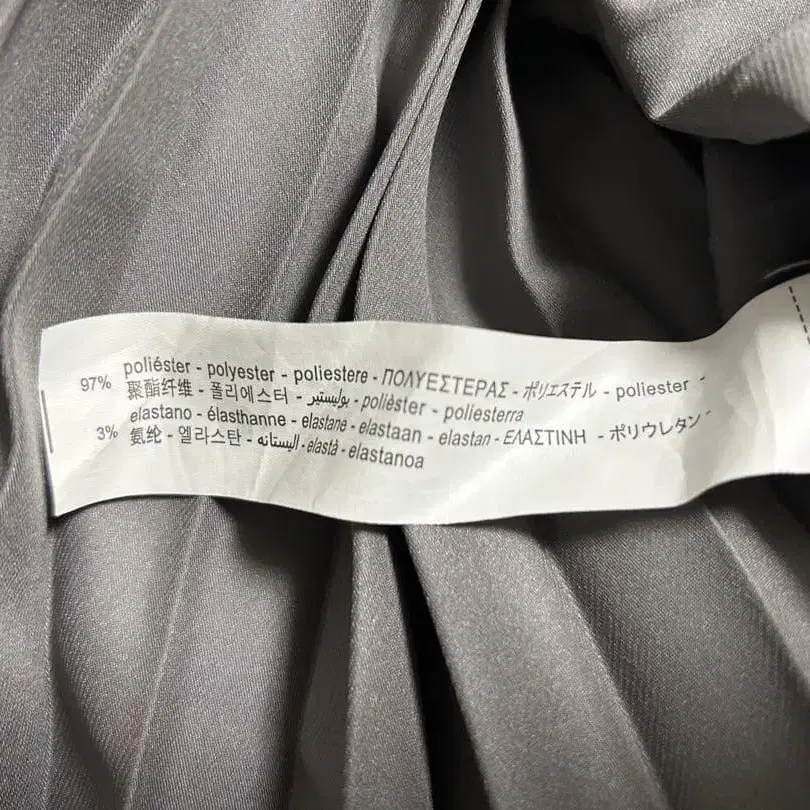 97% poliéster - polyester - poliestere - ΠΟΛΥΕΣΤΕΡΑΣ - ポリエステル - poliester -
聚酯纤维 - 폴리에스터 - بوليستير - polièster - poliesterra
elastano - élasthanne - elastane - elastaan - elastan - ΕΛΑΣΤΙΝΗ - ポリウレタン -
3% 氨纶 - 엘라스탄 - اليستانه - elastà - elastanoa